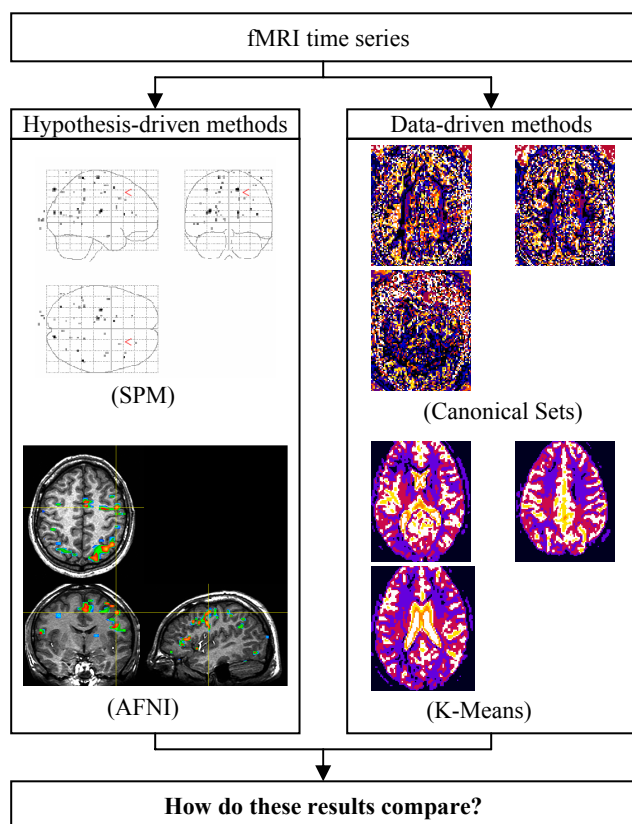 fMRI time series
Hypothesis-driven methods
(SPM)
(AFNI)
Data-driven methods
(Canonical Sets)
(K-Means)
How do these results compare?